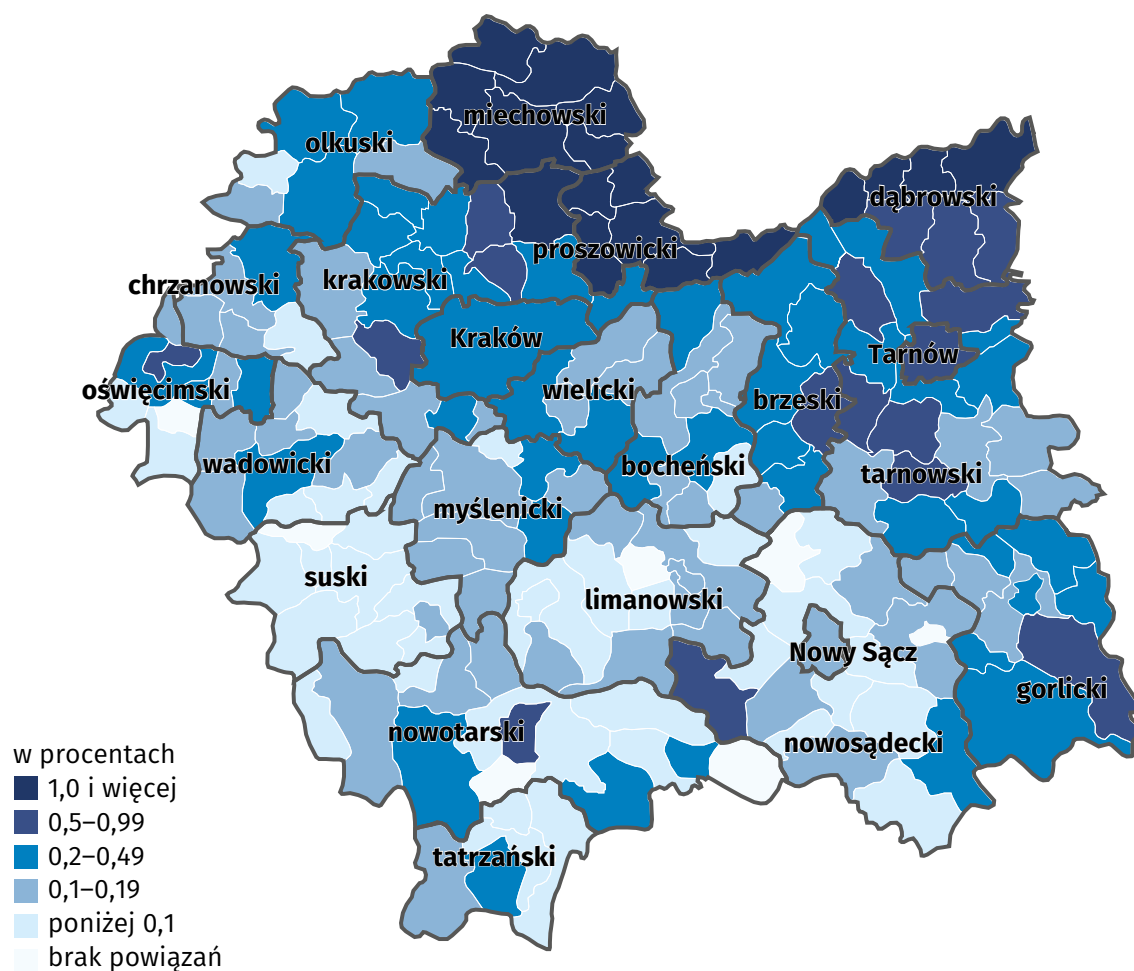 miechowski
olkuski
dąbrowski
proszowicki
chrzanowski
krakowski
Kraków
Tarnów
oświęcimski
wielicki
brzeski
wadowicki
bocheński
tarnowski
myślenicki
suski
limanowski
Nowy Sącz
gorlicki
nowotarski
nowosądecki
tatrzański
w procentach
1,0 i więcej
0,5–0,99
0,2–0,49
0,1–0,19
poniżej 0,1
brak powiązań